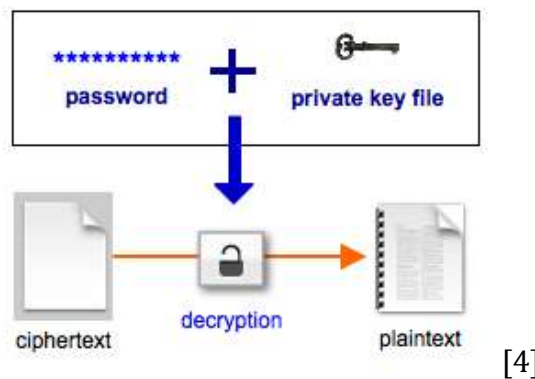 **********
+
password private key file
decryption
ciphertext plaintext
[4]